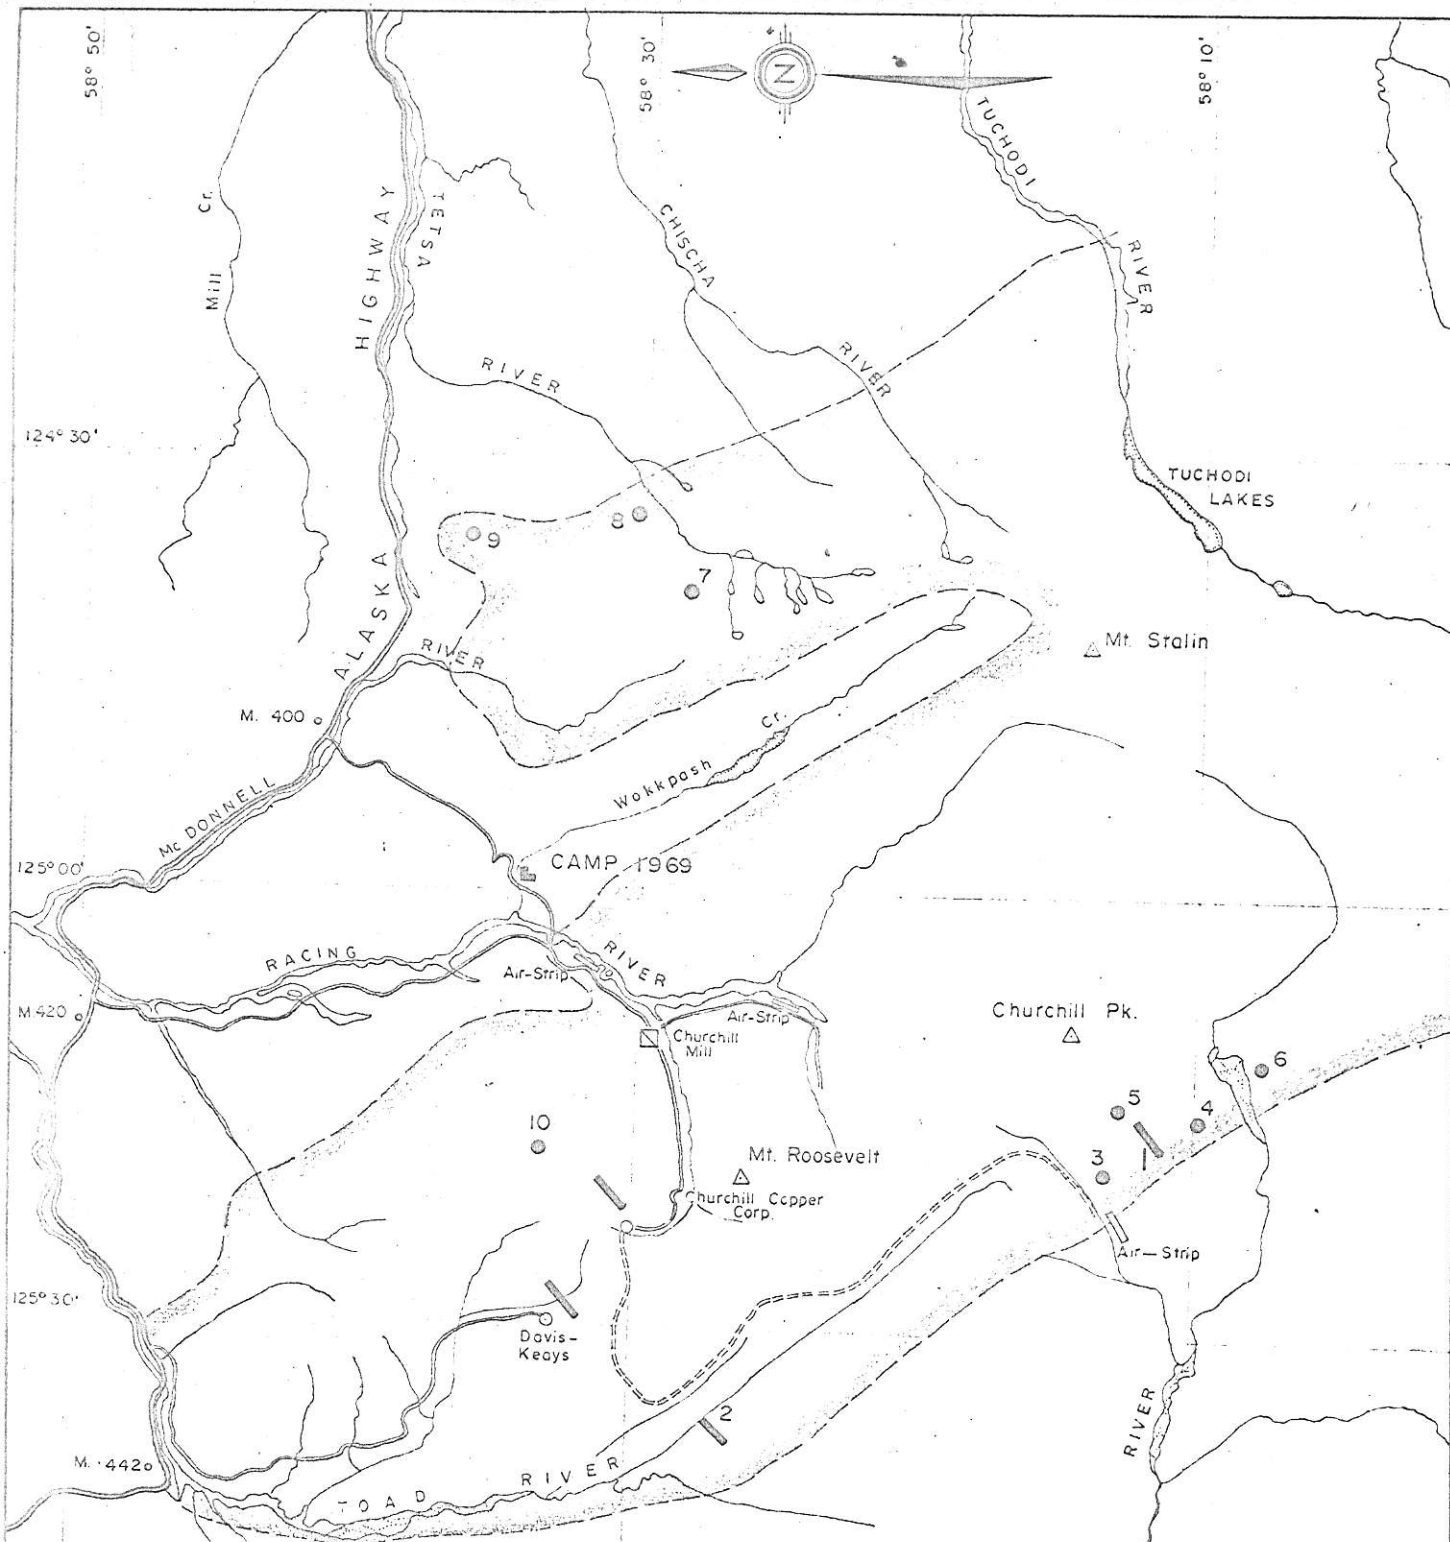 58° 50'
58° 30'
58° 10'
N
TUCHODI
RIVER
Cr.
Mill
HIGHWAY
TETSA
CHISCHA
RIVER
RIVER
124° 30'
TUCHODI
LAKES
8
9
7
ALASKA
RIVER
Mt. Stalin
M. 400
Cr.
Wokkpash
Mc DONNELL
125° 00'
CAMP 1969
RACING
RIVER
Air-Strip
Air-Strip
M.420
Churchill
Mill
Churchill Pk.
6
5
4
10
3
1
Mt. Roosevelt
Churchill Copper
Corp.
Air-Strip
125° 30'
Davis-
Keays
2
RIVER
M. 442
TOAD
RIVER